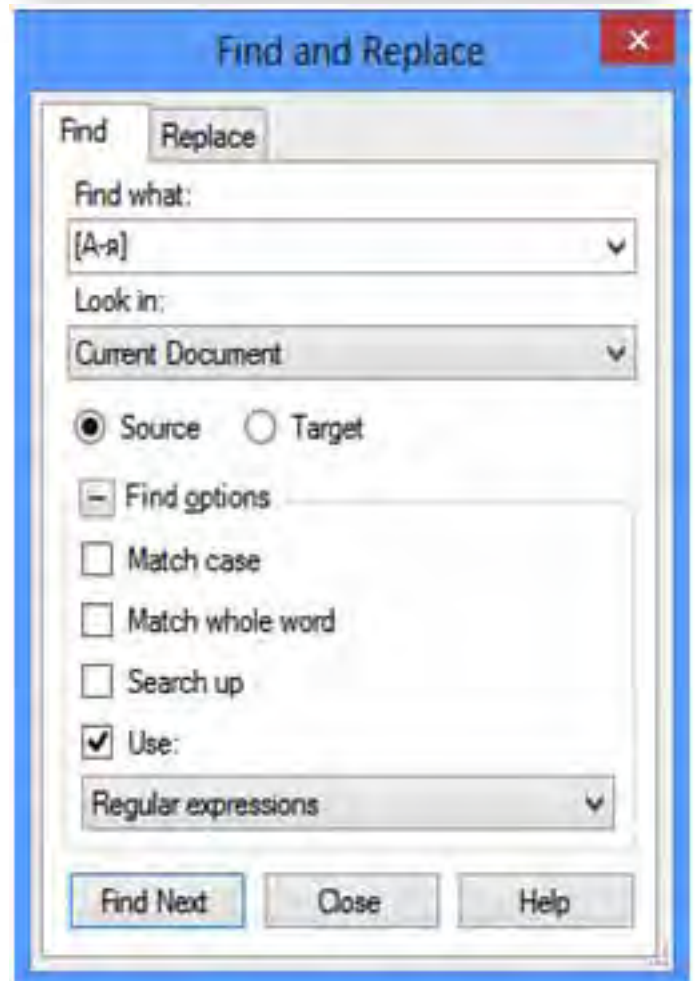 Find and Replace
Find Replace
Find what:
[А-я]
Look in:
Current Document
Source Target
Find options
Match case
Match whole word
Search up
Use:
Regular expressions
Find Next Close Help